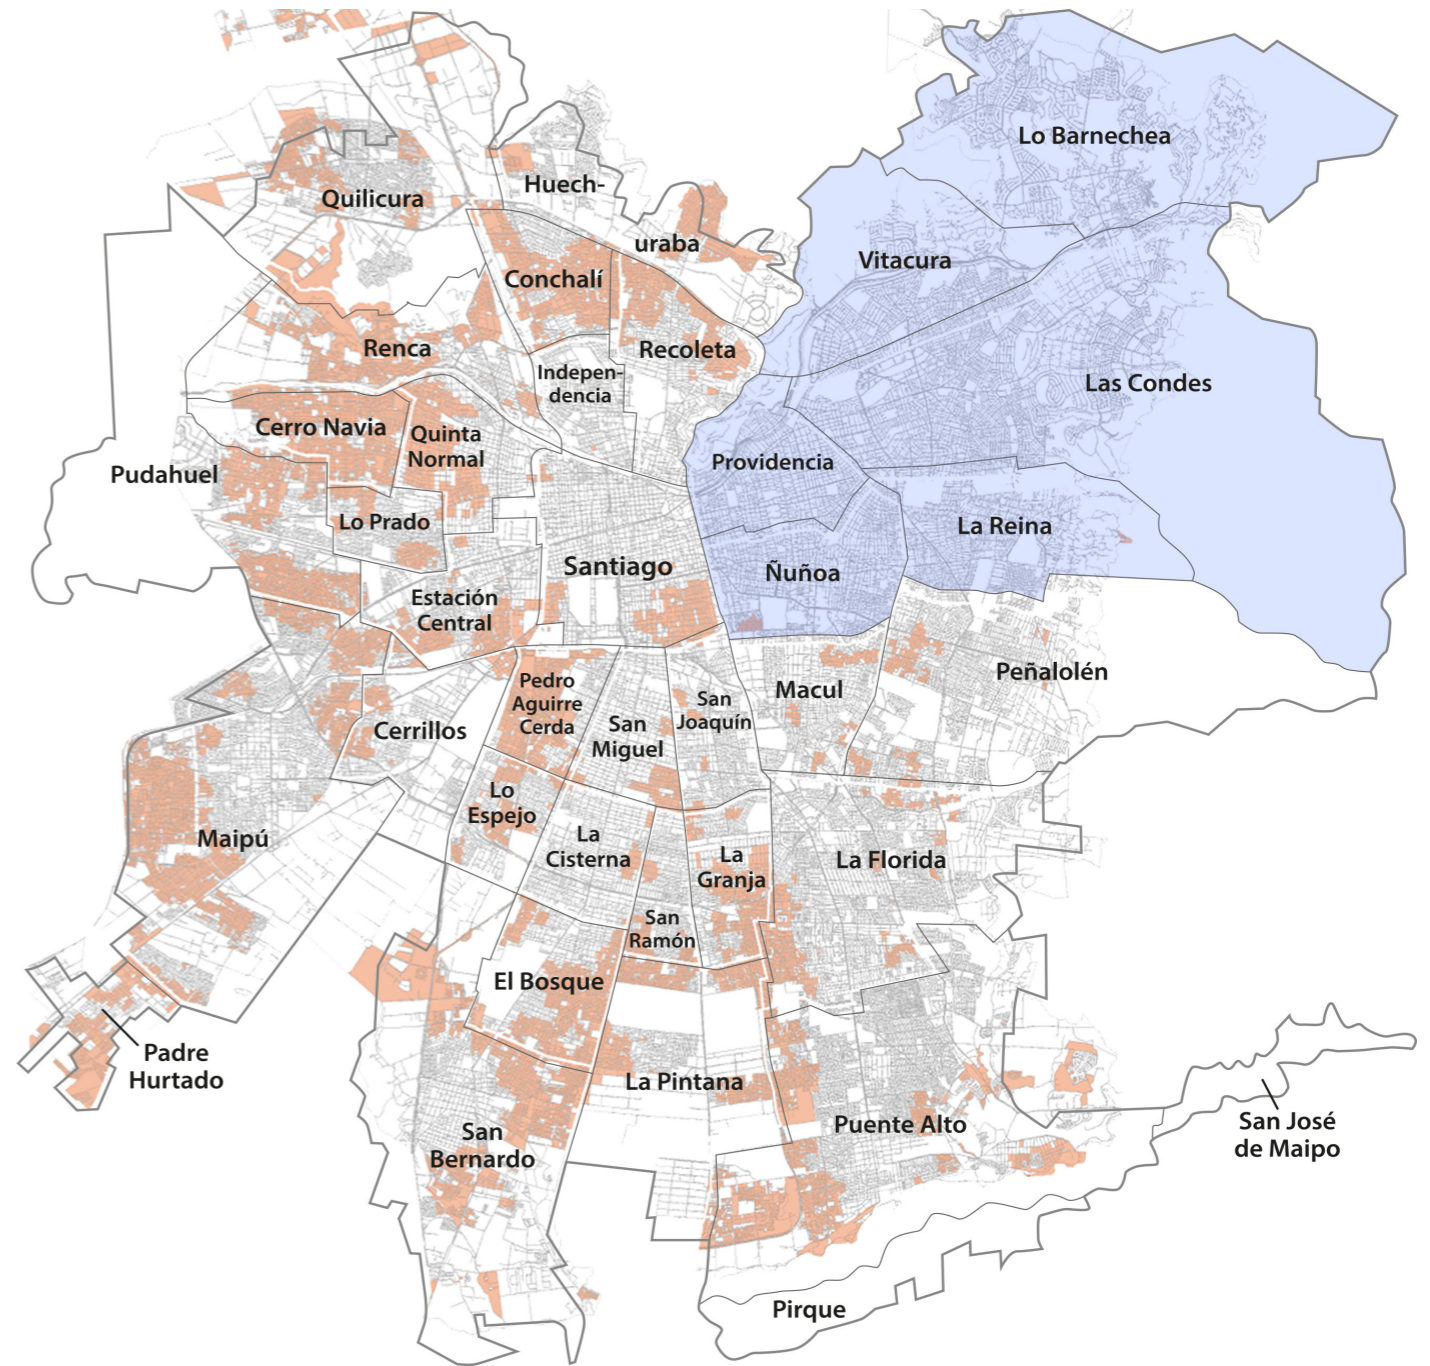 Lo Barnechea
Huech-
uraba
Quilicura
Vitacura
Conchalí
Renca
Recoleta
Indepen-
dencia
Las Condes
Cerro Navia
Quinta
Normal
Pudahuel
Providencia
Lo Prado
La Reina
Santiago
Ñuñoa
Estación
Central
Peñalolén
Pedro
Aguirre
Cerda
San
Joaquín
Macul
Cerrillos
San
Miguel
Lo
Espejo
Maipú
La
Cisterna
La
Granja
La Florida
San
Ramón
El Bosque
Padre
Hurtado
La Pintana
San
Bernardo
Puente Alto
San José
de Maipo
Pirque